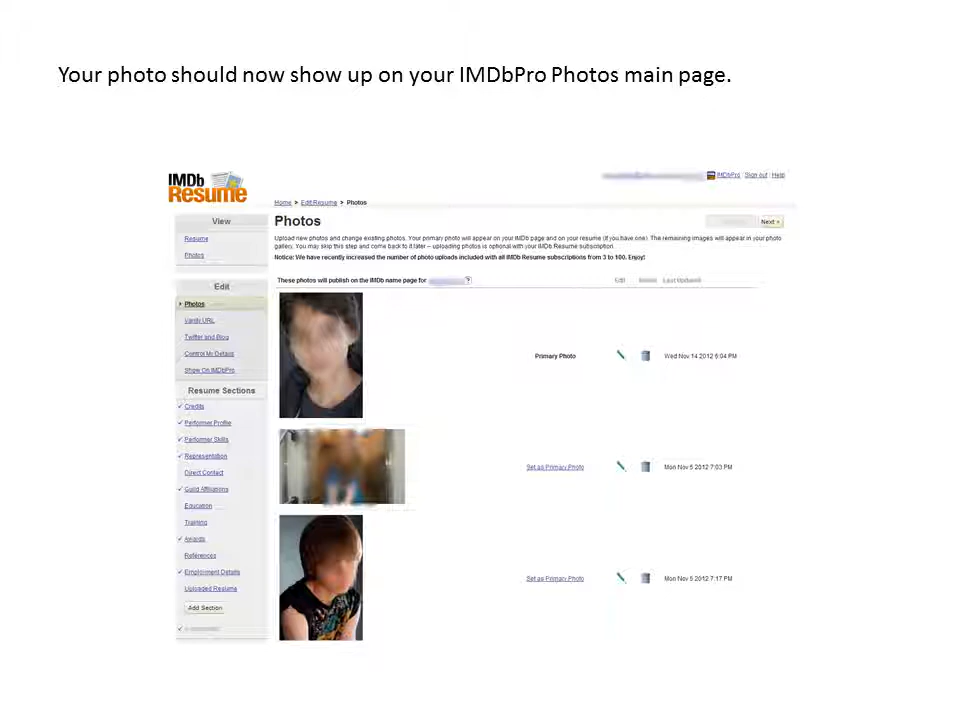 Your photo should now show up on your IMDbPro Photos main page.
IMDb
Resume
IMDbPro | Sign out | Help
Home > Edit Resume > Photos
View
Resume
Photos
Edit
Photos
Vanity URL
Twitter and Blog
Control My Details
Show On IMDbPro
Resume Sections
Credits
Performer Profile
Performer Skills
Representation
Direct Contact
Guild Affiliations
Education
Training
Awards
References
Employment Details
Uploaded Resume
Add Section
Photos
Next >
Upload new photos and change existing photos. Your primary photo will appear on your IMDb page and on your resume (if you have one). The remaining images will appear in your photo
gallery. You may skip this step and come back to it later -- uploading photos is optional with your IMDb Resume subscription.
Notice: We have recently increased the number of photo uploads included with all IMDb Resume subscriptions from 3 to 100. Enjoy!
These photos will publish on the IMDb name page for ?
Edit Last Updated
Primary Photo Wed Nov 14 2012 6:04 PM
Set as Primary Photo Mon Nov 5 2012 7:03 PM
Set as Primary Photo Mon Nov 5 2012 7:17 PM